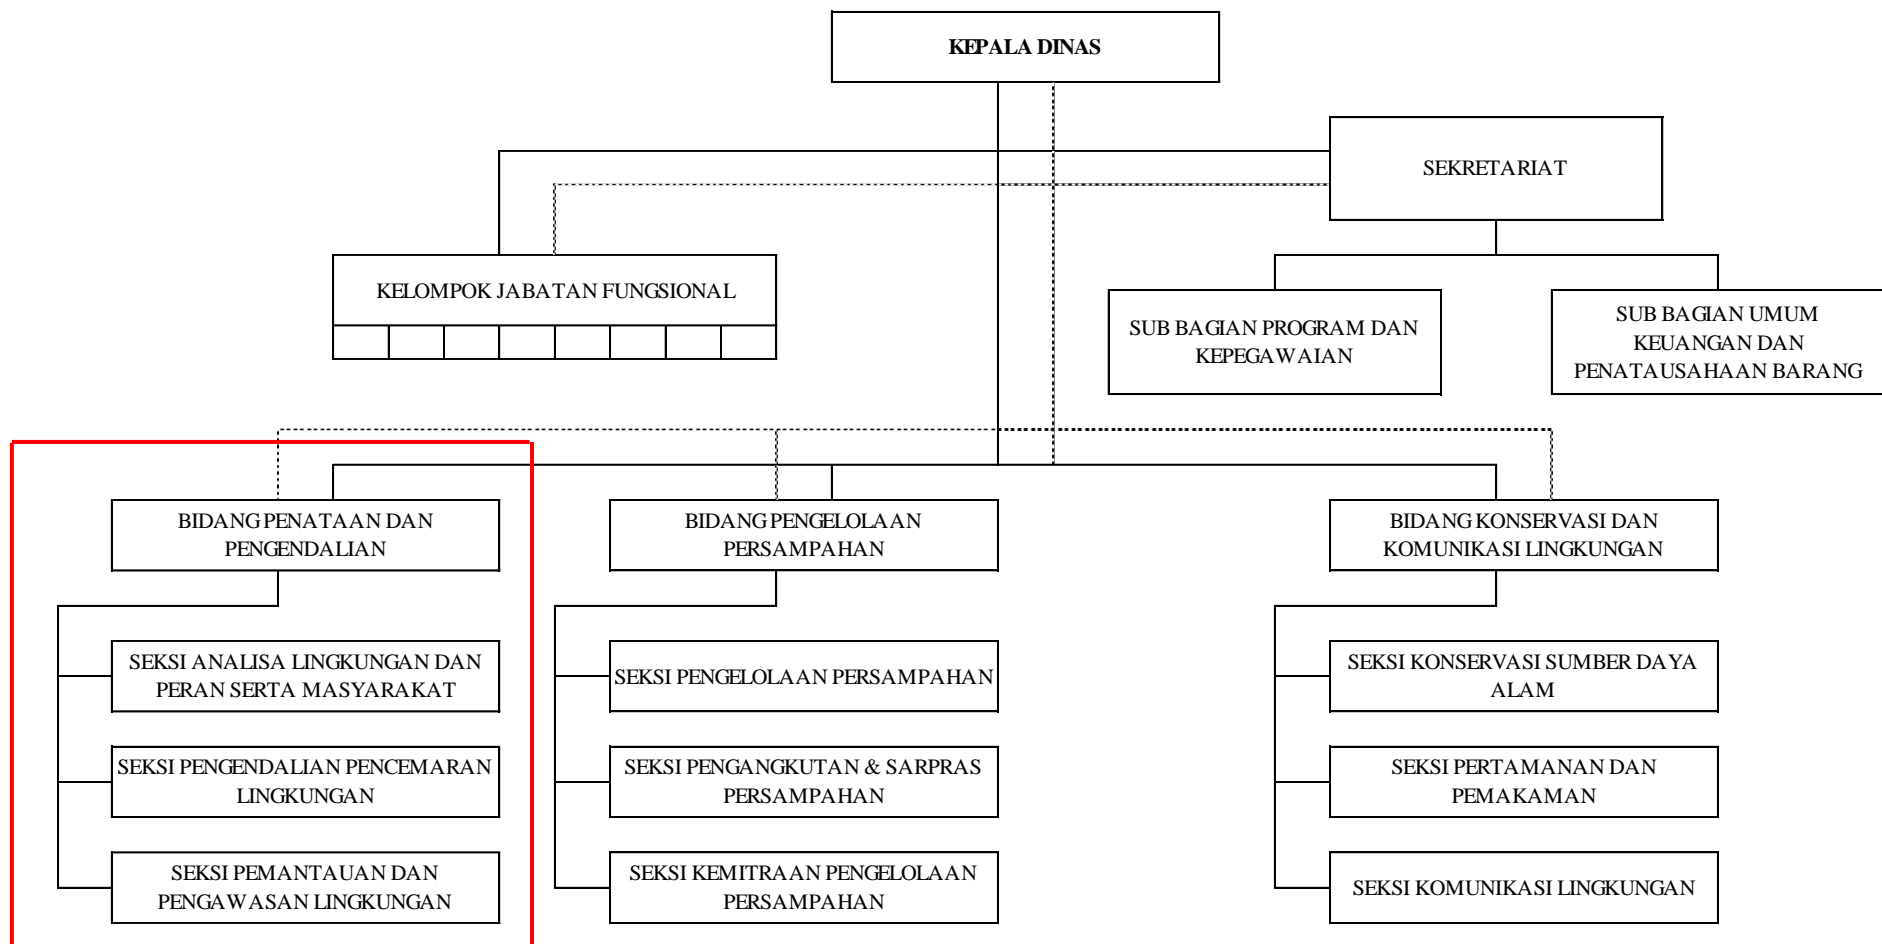 KEPALA DINAS
SEKRETARIAT
KELOMPOK JABATAN FUNGSIONAL
SUB BAGIAN PROGRAM DAN
KEPEGAWAIAN
SUB BAGIAN UMUM
KEUANGAN DAN
PENATAUSAHAAN BARANG
BIDANG PENATAAN DAN
PENGENDALIAN
BIDANG PENGELOLAAN
PERSAMPAHAN
BIDANG KONSERVASI DAN
KOMUNIKASI LINGKUNGAN
SEKSI ANALISA LINGKUNGAN DAN
PERAN SERTA MASYARAKAT
SEKSI PENGELOLAAN PERSAMPAHAN
SEKSI KONSERVASI SUMBER DAYA
ALAM
SEKSI PENGENDALIAN PENCEMARAN
LINGKUNGAN
SEKSI PENGANGKUTAN & SARPRAS
PERSAMPAHAN
SEKSI PERTAMANAN DAN
PEMAKAMAN
SEKSI PEMANTAUAN DAN
PENGAWASAN LINGKUNGAN
SEKSI KEMITRAAN PENGELOLAAN
PERSAMPAHAN
SEKSI KOMUNIKASI LINGKUNGAN